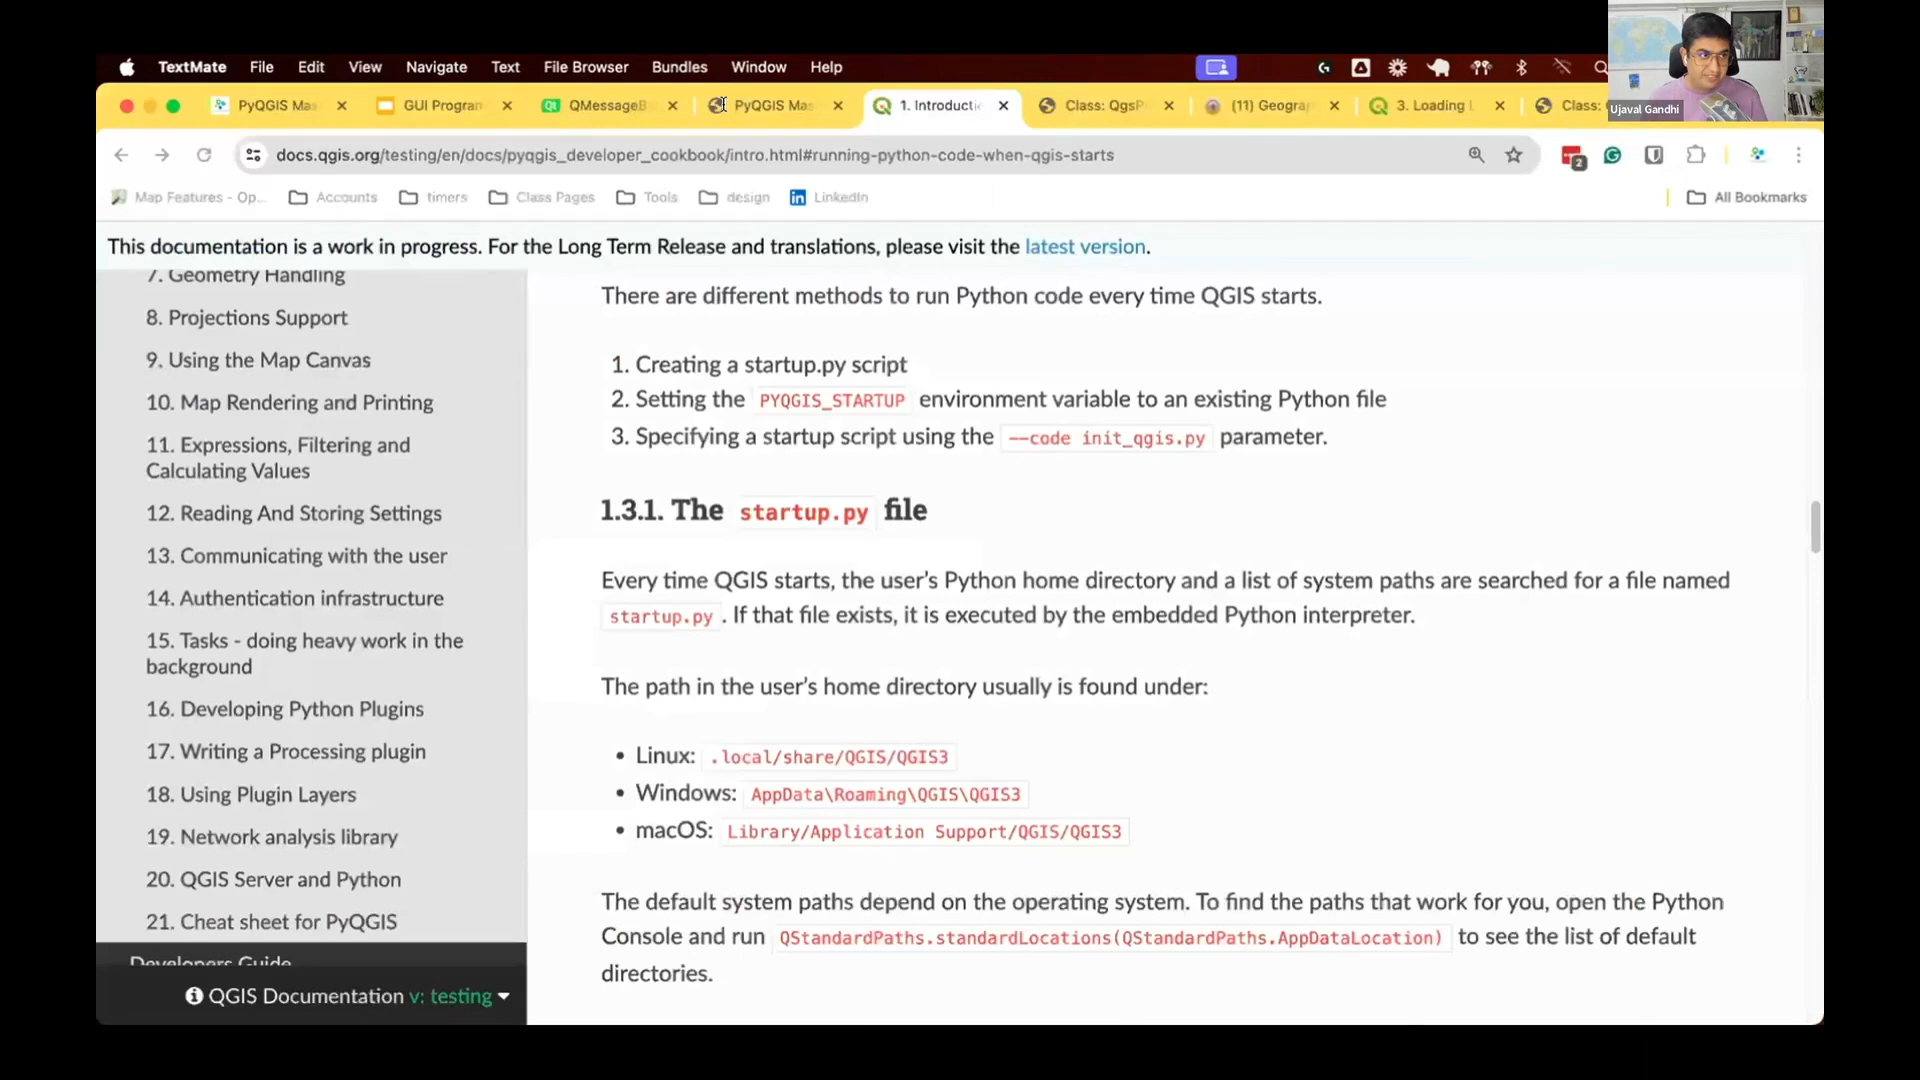 TextMate File Edit View Navigate Text File Browser Bundles Window Help
Ujaval Gandhi
PyQGIS Mas GUI Program QMessageB PyQGIS Mas 1. Introducti Class: QgsP (11) Geogra 3. Loading L Class:
docs.qgis.org/testing/en/docs/pyqgis_developer_cookbook/intro.html#running-python-code-when-qgis-starts
2
Map Features - Op... Accounts timers Class Pages Tools design LinkedIn All Bookmarks
This documentation is a work in progress. For the Long Term Release and translations, please visit the latest version.
7. Geometry Handling
8. Projections Support
9. Using the Map Canvas
10. Map Rendering and Printing
11. Expressions, Filtering and
Calculating Values
12. Reading And Storing Settings
13. Communicating with the user
14. Authentication infrastructure
15. Tasks - doing heavy work in the
background
16. Developing Python Plugins
17. Writing a Processing plugin
18. Using Plugin Layers
19. Network analysis library
20. QGIS Server and Python
21. Cheat sheet for PyQGIS
Developers Guide
QGIS Documentation v: testing
There are different methods to run Python code every time QGIS starts.
1. Creating a startup.py script
2. Setting the PYQGIS_STARTUP environment variable to an existing Python file
3. Specifying a startup script using the --code init_qgis.py parameter.
1.3.1. The startup.py file
Every time QGIS starts, the user's Python home directory and a list of system paths are searched for a file named
startup.py . If that file exists, it is executed by the embedded Python interpreter.
The path in the user's home directory usually is found under:
• Linux: .local/share/QGIS/QGIS3
• Windows: AppData\Roaming\QGIS\QGIS3
• macOS: Library/Application Support/QGIS/QGIS3
The default system paths depend on the operating system. To find the paths that work for you, open the Python
Console and run QStandardPaths.standardLocations(QStandardPaths.AppDataLocation) to see the list of default
directories.